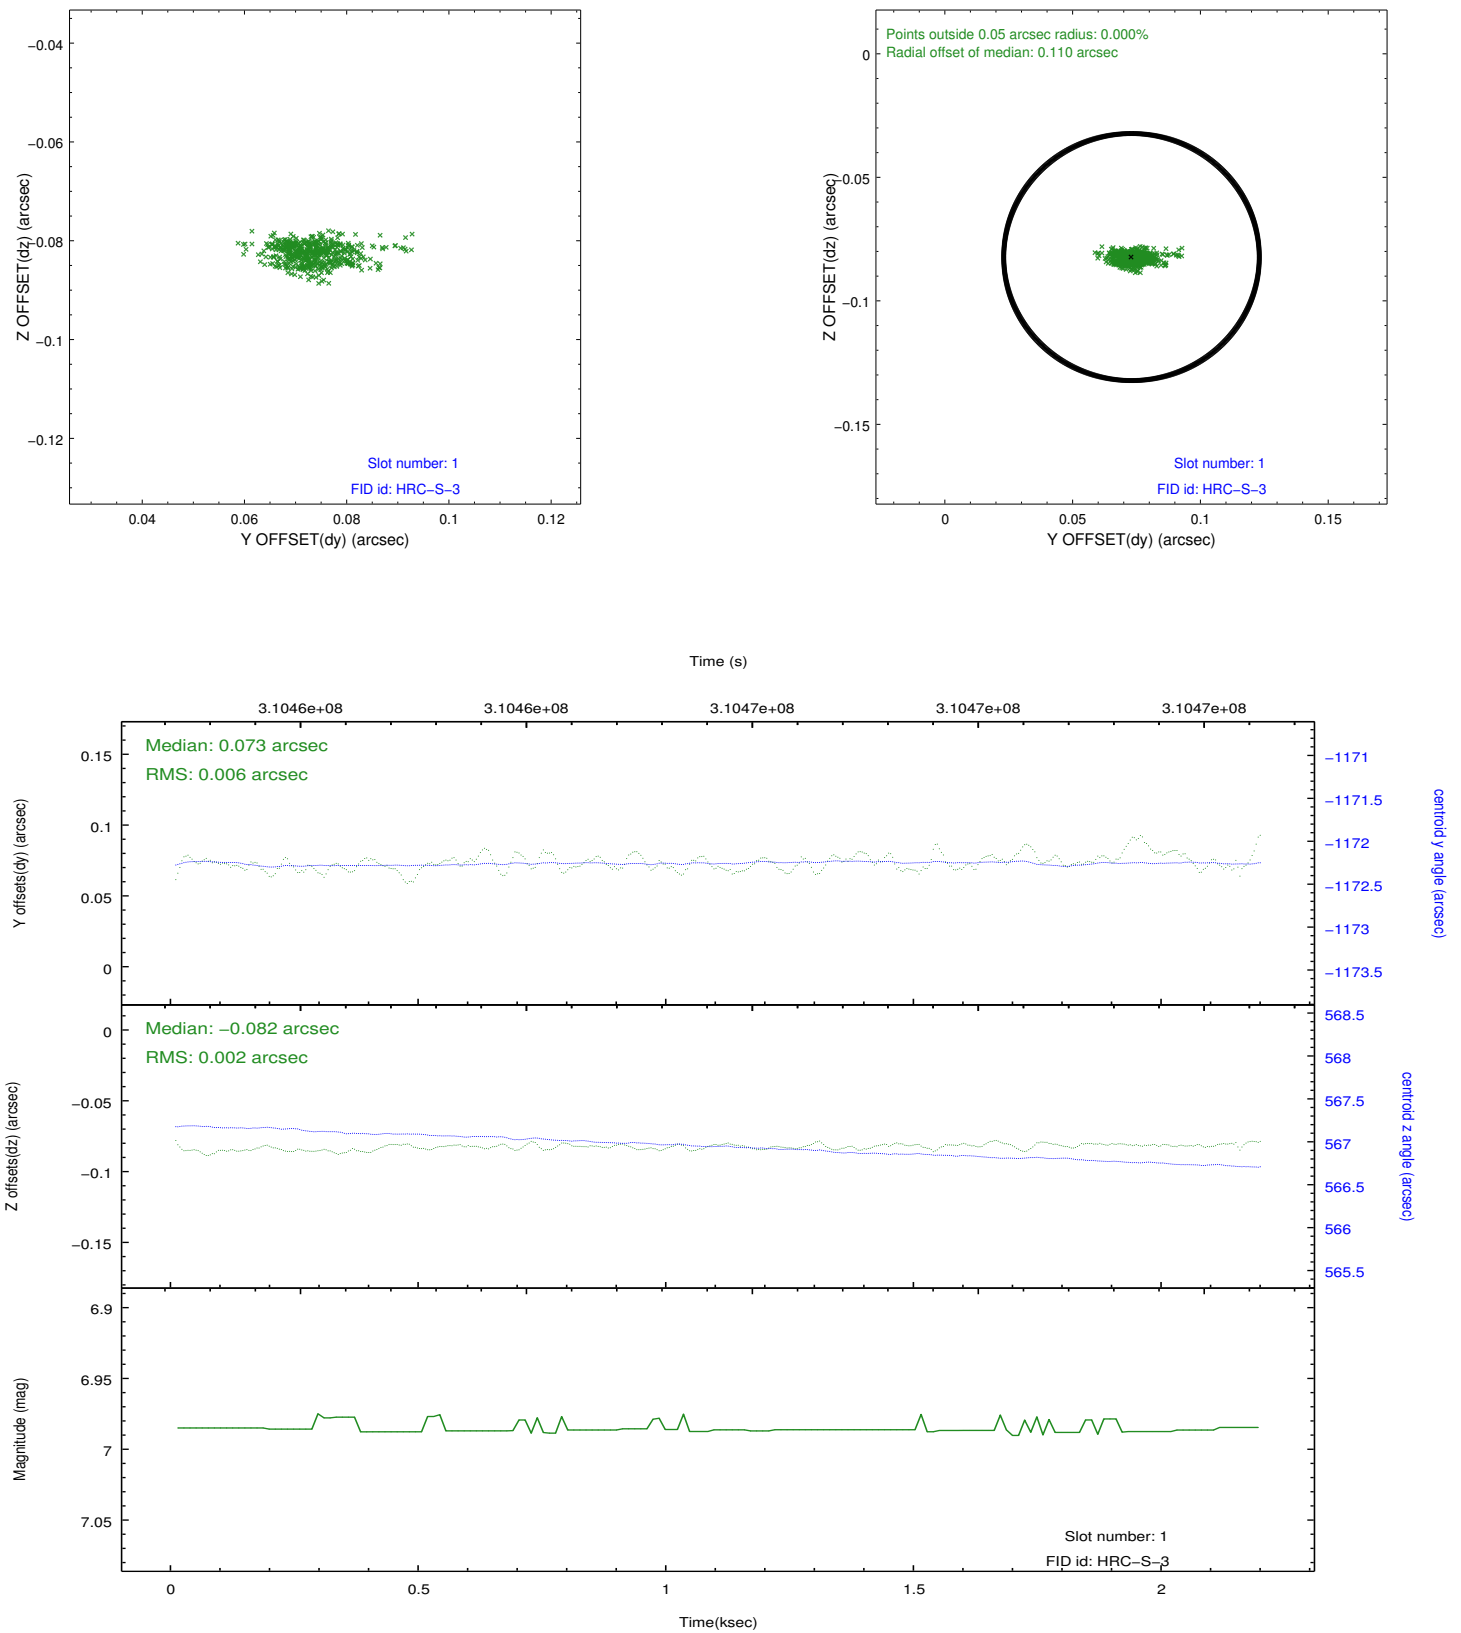 −0.04
−0.06
−0.08
−0.1
−0.12
Z OFFSET(dz) (arcsec)
Slot number: 1
FID id: HRC−S−3
0.04 0.06 0.08 0.1 0.12
Y OFFSET(dy) (arcsec)
Points outside 0.05 arcsec radius: 0.000%
Radial offset of median: 0.110 arcsec
0
−0.05
−0.1
−0.15
Z OFFSET(dz) (arcsec)
Slot number: 1
FID id: HRC−S−3
0 0.05 0.1 0.15
Y OFFSET(dy) (arcsec)
Time (s)
3.1046e+08 3.1046e+08 3.1047e+08 3.1047e+08 3.1047e+08
Median: 0.073 arcsec
RMS: 0.006 arcsec
0.15
0.1
0.05
0
Y offsets(dy) (arcsec)
−1171
−1171.5
−1172
−1172.5
−1173
−1173.5
centroid y angle (arcsec)
Median: −0.082 arcsec
RMS: 0.002 arcsec
0
−0.05
−0.1
−0.15
Z offsets(dz) (arcsec)
568.5
568
567.5
567
566.5
566
565.5
centroid z angle (arcsec)
6.9
6.95
7
7.05
Magnitude (mag)
Slot number: 1
FID id: HRC−S−3
0 0.5 1 1.5 2
Time(ksec)